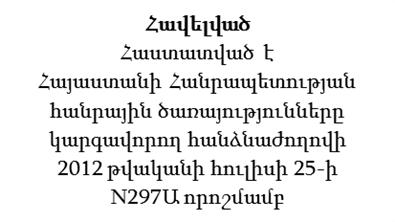 Հավելված
Հաստատված է
Հայաստանի Հանրապետության
հանրային ծառայությունները
կարգավորող հանձնաժողովի
2012 թվականի հուլիսի 25-ի
N297Ա որոշմամբ